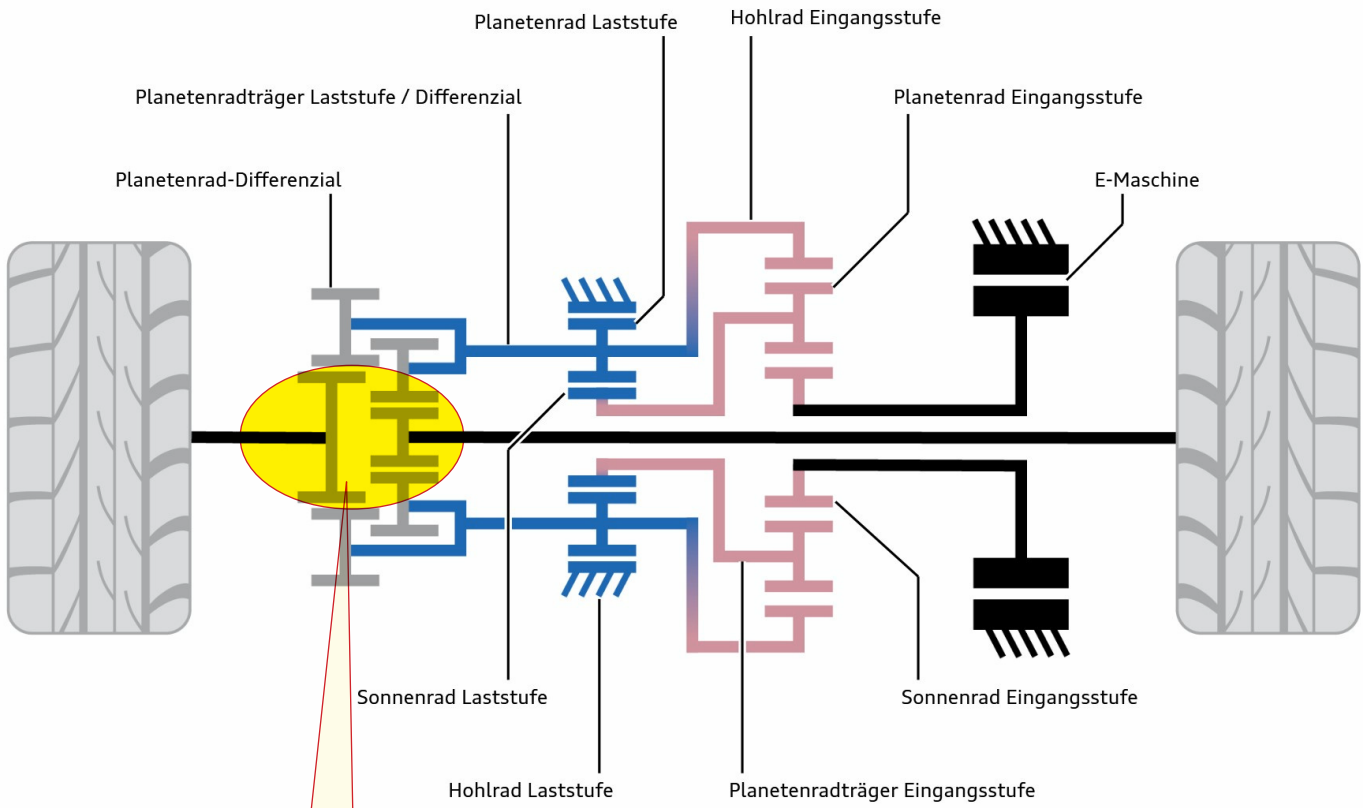 Planetenrad Laststufe
Hohlrad Eingangsstufe
Planetenradträger Laststufe / Differenzial
Planetenrad Eingangsstufe
Planetenrad-Differenzial
E-Maschine
Sonnenrad Laststufe
Sonnenrad Eingangsstufe
Hohlrad Laststufe
Planetenradträger Eingangsstufe